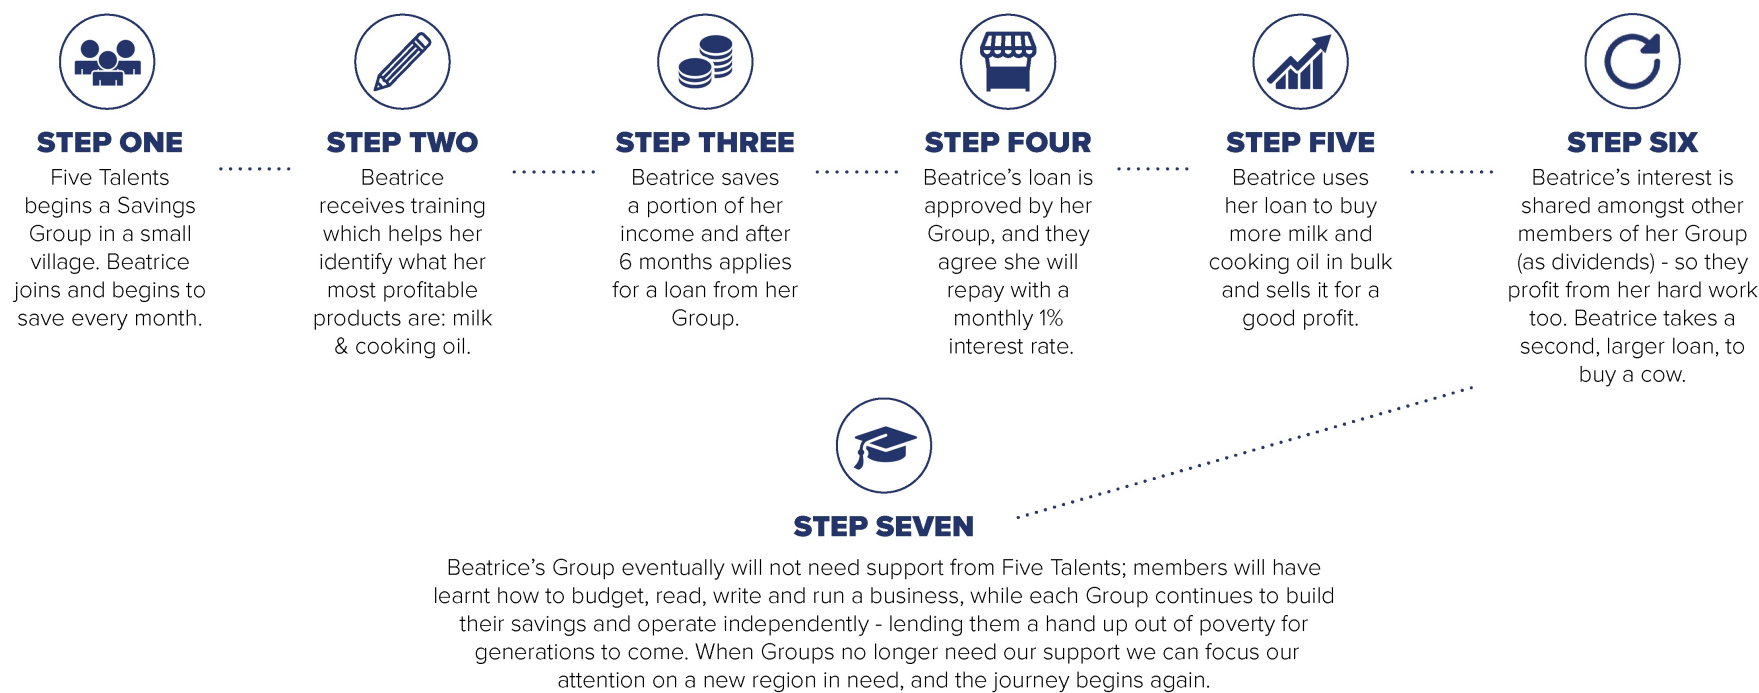 STEP ONE
Five Talents
begins a Savings
Group in a small
village. Beatrice
joins and begins to
save every month.
STEP TWO
Beatrice
receives training
which helps her
identify what her
most profitable
products are: milk
& cooking oil.
STEP THREE
Beatrice saves
a portion of her
income and after
6 months applies
for a loan from her
Group.
STEP FOUR
Beatrice’s loan is
approved by her
Group, and they
agree she will
repay with a
monthly 1%
interest rate.
STEP FIVE
Beatrice uses
her loan to buy
more milk and
cooking oil in bulk
and sells it for a
good profit.
STEP SIX
Beatrice’s interest is
shared amongst other
members of her Group
(as dividends) - so they
profit from her hard work
too. Beatrice takes a
second, larger loan, to
buy a cow.
STEP SEVEN
Beatrice’s Group eventually will not need support from Five Talents; members will have
learnt how to budget, read, write and run a business, while each Group continues to build
their savings and operate independently - lending them a hand up out of poverty for
generations to come. When Groups no longer need our support we can focus our
attention on a new region in need, and the journey begins again.